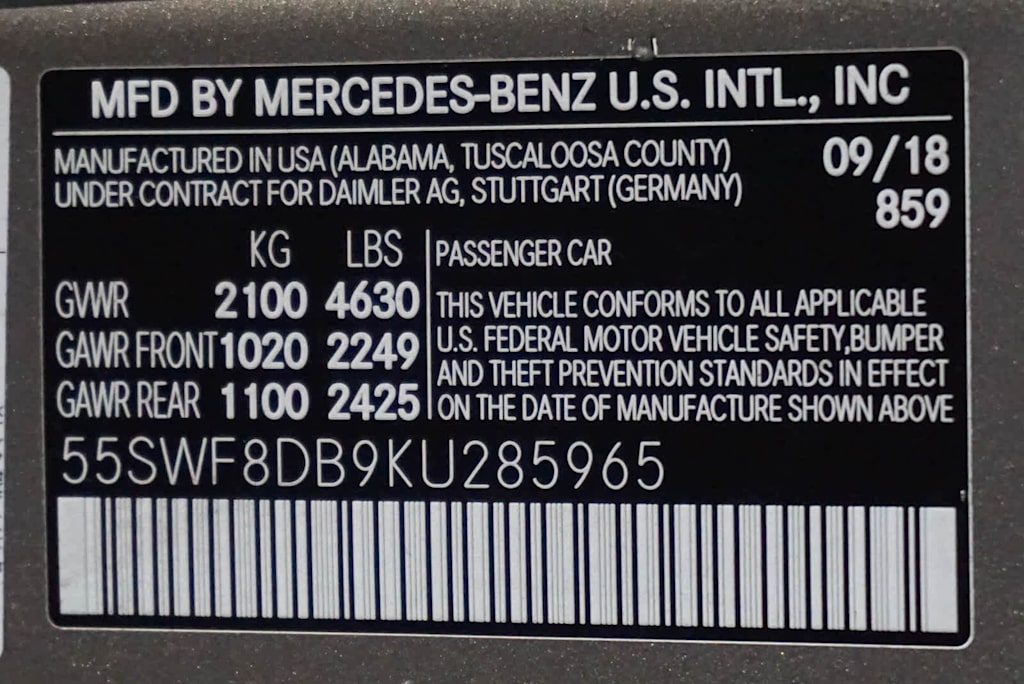 MFD BY MERCEDES-BENZ U.S. INTL., INC
MANUFACTURED IN USA (ALABAMA, TUSCALOOSA COUNTY) 09/18
UNDER CONTRACT FOR DAIMLER AG, STUTTGART (GERMANY) 859
KG LBS
GVWR 2100 4630
GAWR FRONT 1020 2249
GAWR REAR 1100 2425
PASSENGER CAR
THIS VEHICLE CONFORMS TO ALL APPLICABLE
U.S. FEDERAL MOTOR VEHICLE SAFETY,BUMPER
AND THEFT PREVENTION STANDARDS IN EFFECT
ON THE DATE OF MANUFACTURE SHOWN ABOVE
55SWF8DB9KU285965